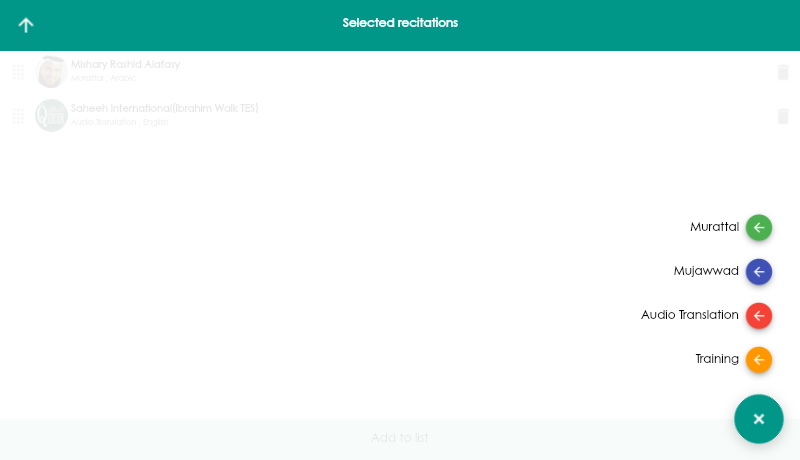 Selected recitations
Mishary Rashid Alafasy
Murattal , Arabic
Saheeh International(Ibrahim Walk TES)
Audio Translation , English
Murattal
Mujawwad
Audio Translation
Training
Add to list